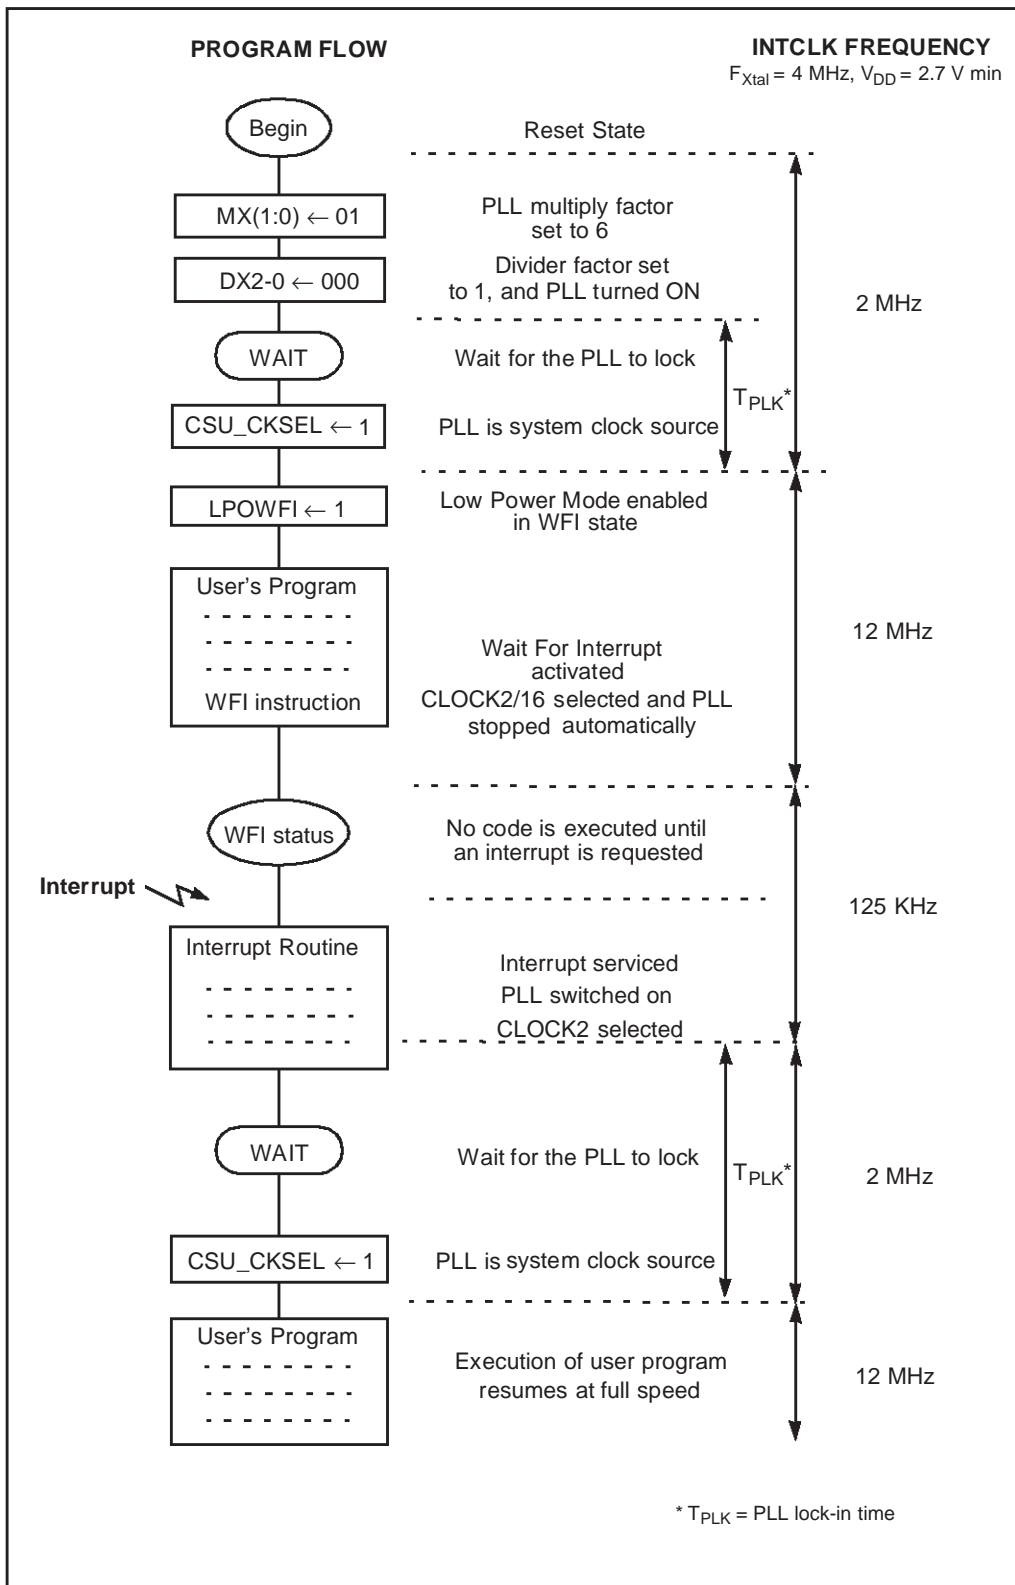 PROGRAM FLOW
INTCLK FREQUENCY
FXtal = 4 MHz, VDD = 2.7 V min
Begin
Reset State
MX(1:0) ← 01
PLL multiply factor
set to 6
DX2-0 ← 000
Divider factor set
to 1, and PLL turned ON
2 MHz
WAIT
Wait for the PLL to lock
TPLK*
CSU_CKSEL ← 1
PLL is system clock source
LPOWFI ← 1
Low Power Mode enabled
in WFI state
User's Program
WFI instruction
Wait For Interrupt
activated
CLOCK2/16 selected and PLL
stopped automatically
12 MHz
WFI status
No code is executed until
an interrupt is requested
Interrupt
125 KHz
Interrupt Routine
Interrupt serviced
PLL switched on
CLOCK2 selected
WAIT
Wait for the PLL to lock
TPLK*
2 MHz
CSU_CKSEL ← 1
PLL is system clock source
User's Program
Execution of user program
resumes at full speed
12 MHz
* TPLK = PLL lock-in time